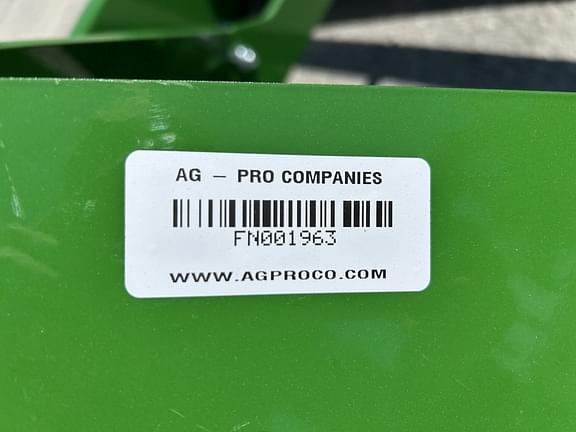 AG – PRO COMPANIES
FN001963
WWW.AGPROCO.COM